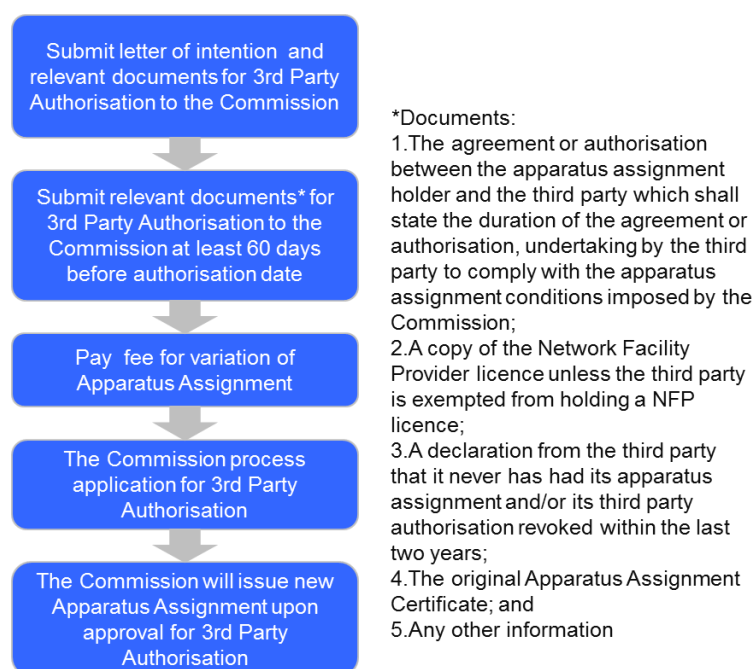 Submit letter of intention and
relevant documents for 3rd Party
Authorisation to the Commission
Submit relevant documents* for
3rd Party Authorisation to the
Commission at least 60 days
before authorisation date
Pay fee for variation of
Apparatus Assignment
The Commission process
application for 3rd Party
Authorisation
The Commission will issue new
Apparatus Assignment upon
approval for 3rd Party
Authorisation
*Documents:
1.The agreement or authorisation
between the apparatus assignment
holder and the third party which shall
state the duration of the agreement or
authorisation, undertaking by the third
party to comply with the apparatus
assignment conditions imposed by the
Commission;
2.A copy of the Network Facility
Provider licence unless the third party
is exempted from holding a NFP
licence;
3.A declaration from the third party
that it never has had its apparatus
assignment and/or its third party
authorisation revoked within the last
two years;
4.The original Apparatus Assignment
Certificate; and
5.Any other information